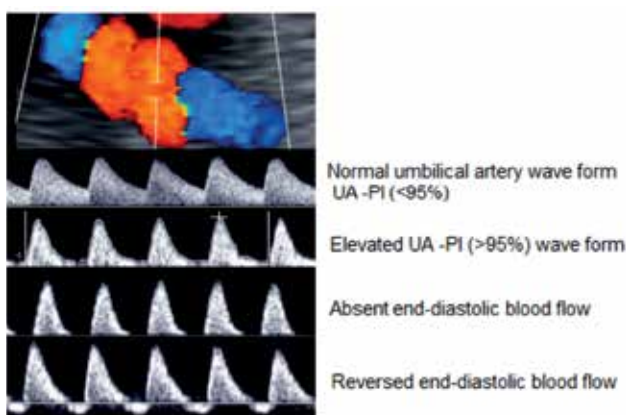 Normal umbilical artery wave form
UA -PI (<95%)
Elevated UA -PI (>95%) wave form
Absent end-diastolic blood flow
Reversed end-diastolic blood flow